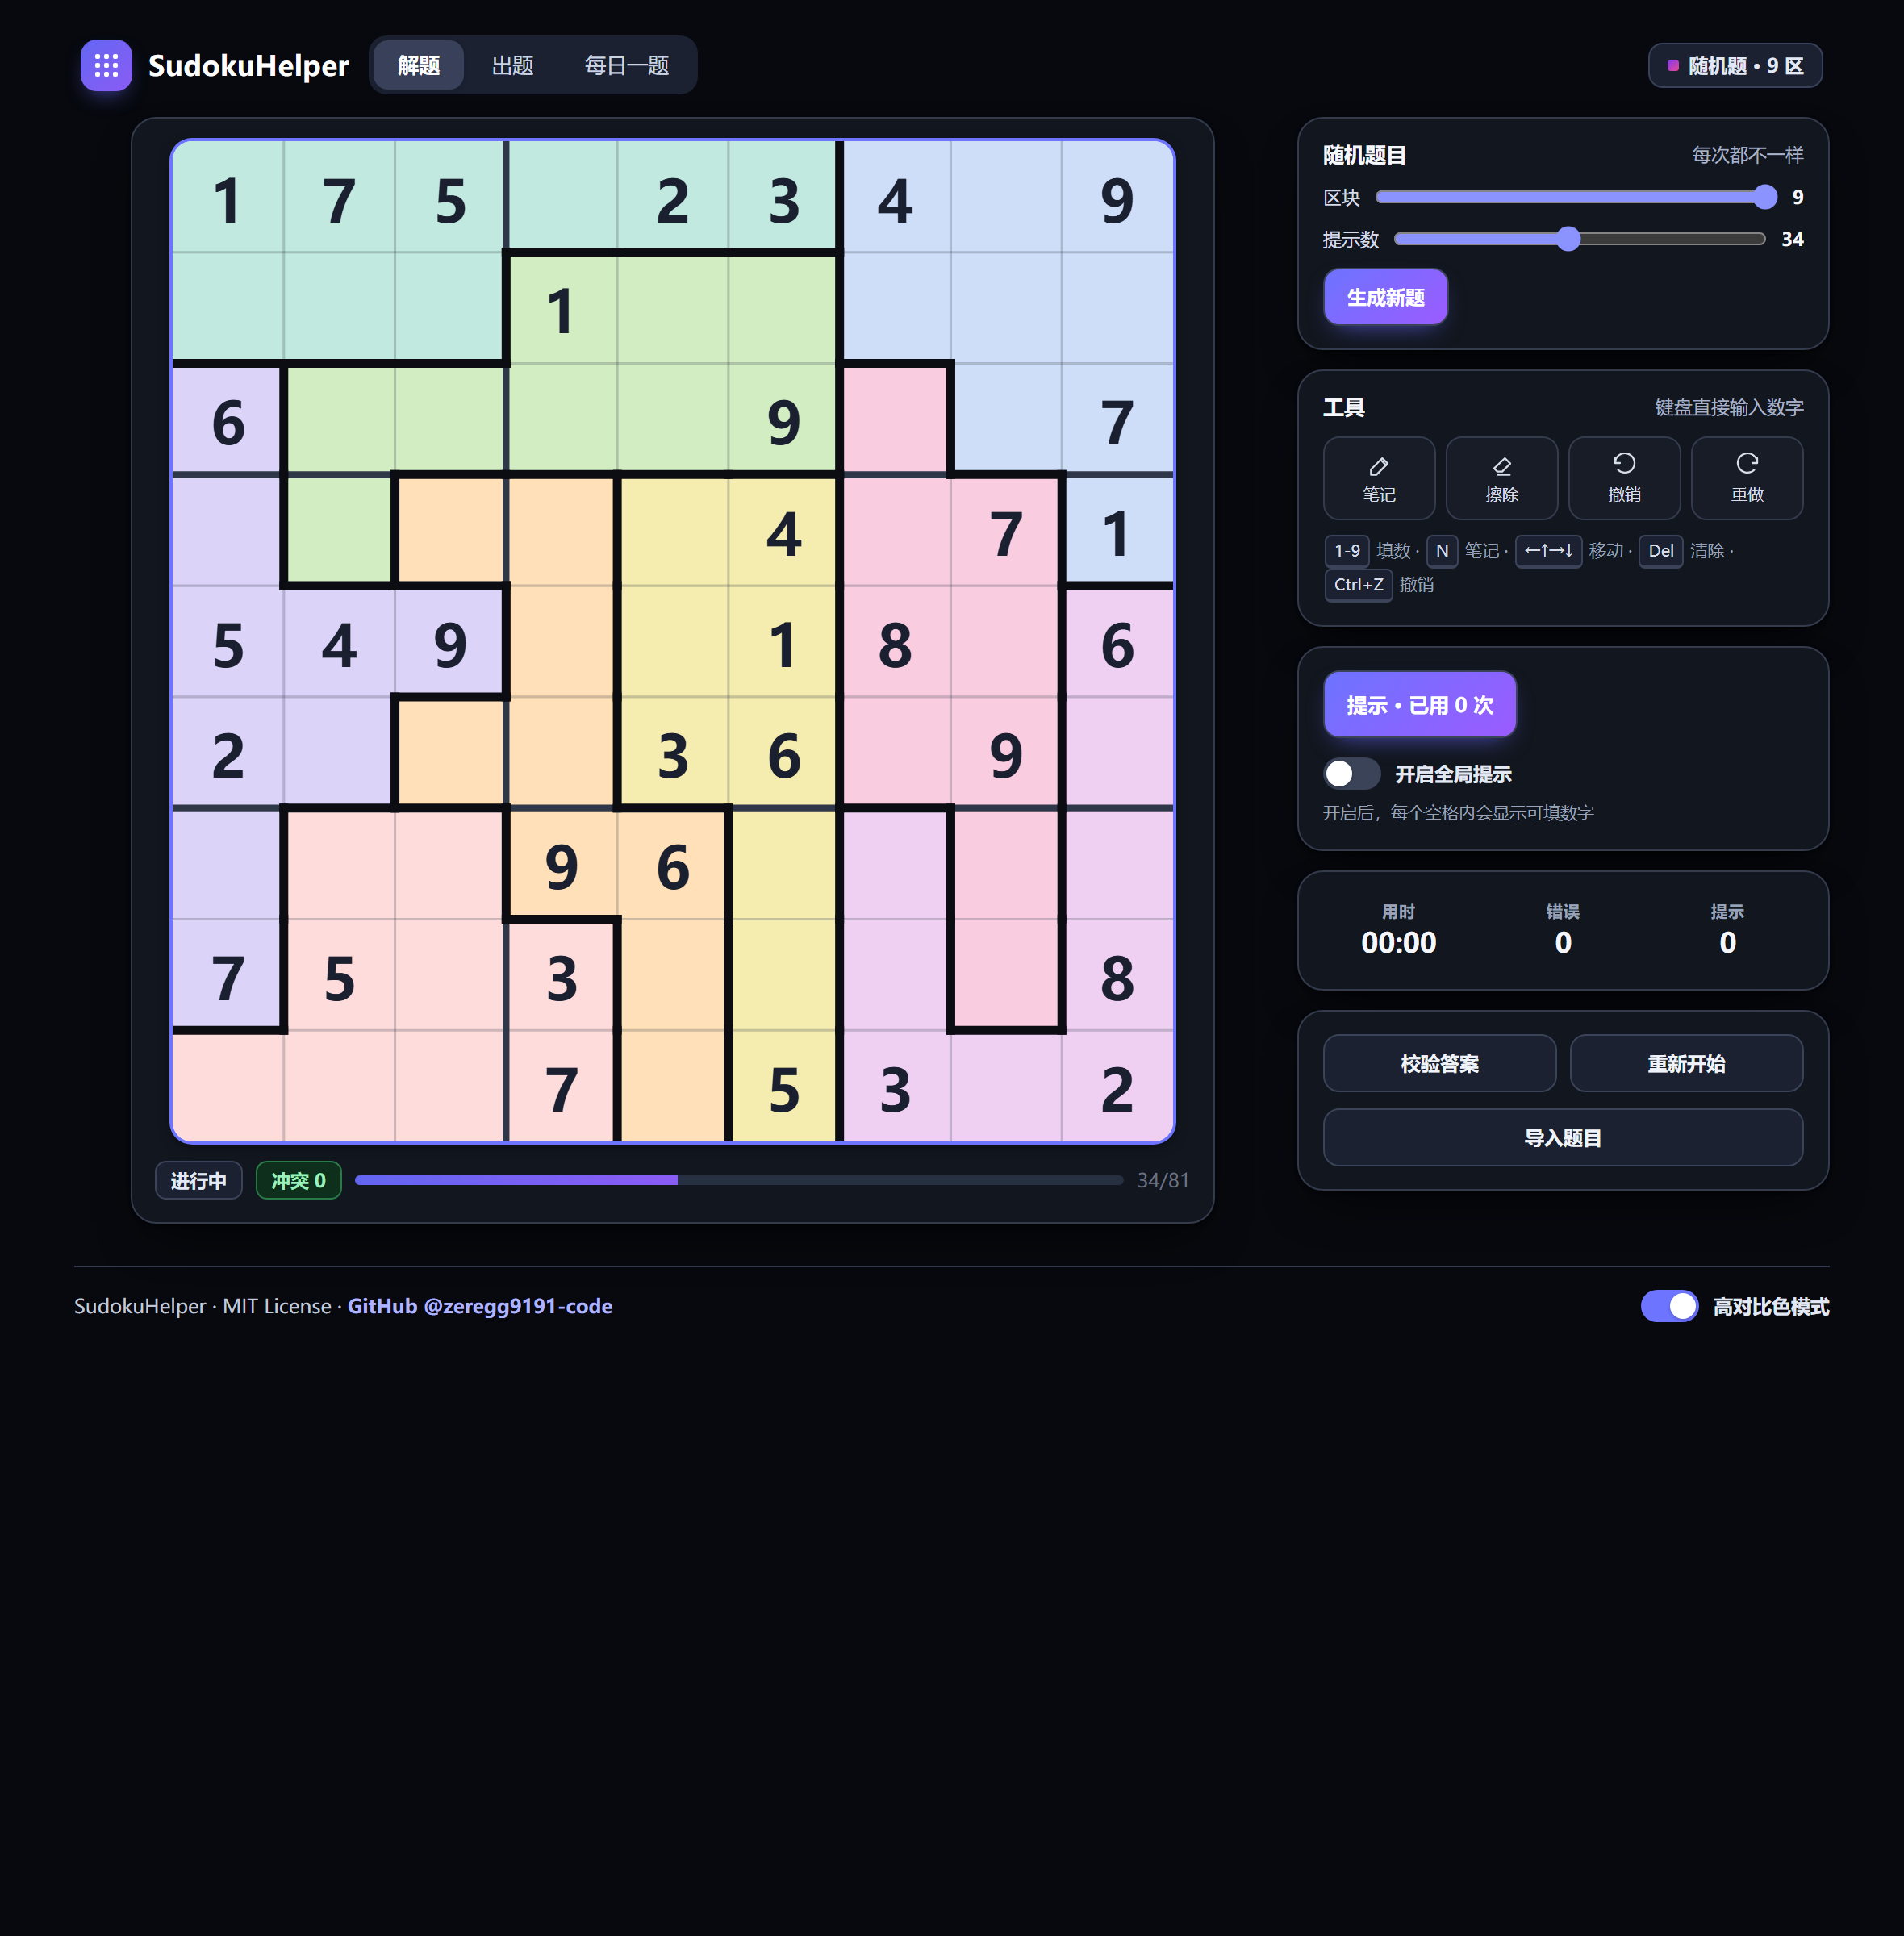 SudokuHelper 解题 出题 每日一题 随机题 • 9 区
1 7 5 2 3 4 9
1
6 9 7
4 7 1
5 4 9 1 8 6
2 3 6 9
9 6
7 5 3 8
7 5 3 2
进行中 冲突 0 34/81
随机题目 每次都不一样
区块 9
提示数 34
生成新题
工具 键盘直接输入数字
笔记 擦除 撤销 重做
1-9 填数 · N 笔记 · ←↑→↓ 移动 · Del 清除 ·
Ctrl+Z 撤销
提示 • 已用 0 次
开启全局提示
开启后，每个空格内会显示可填数字
用时 错误 提示
00:00 0 0
校验答案 重新开始
导入题目
SudokuHelper · MIT License · GitHub @zeregg9191-code 高对比色模式